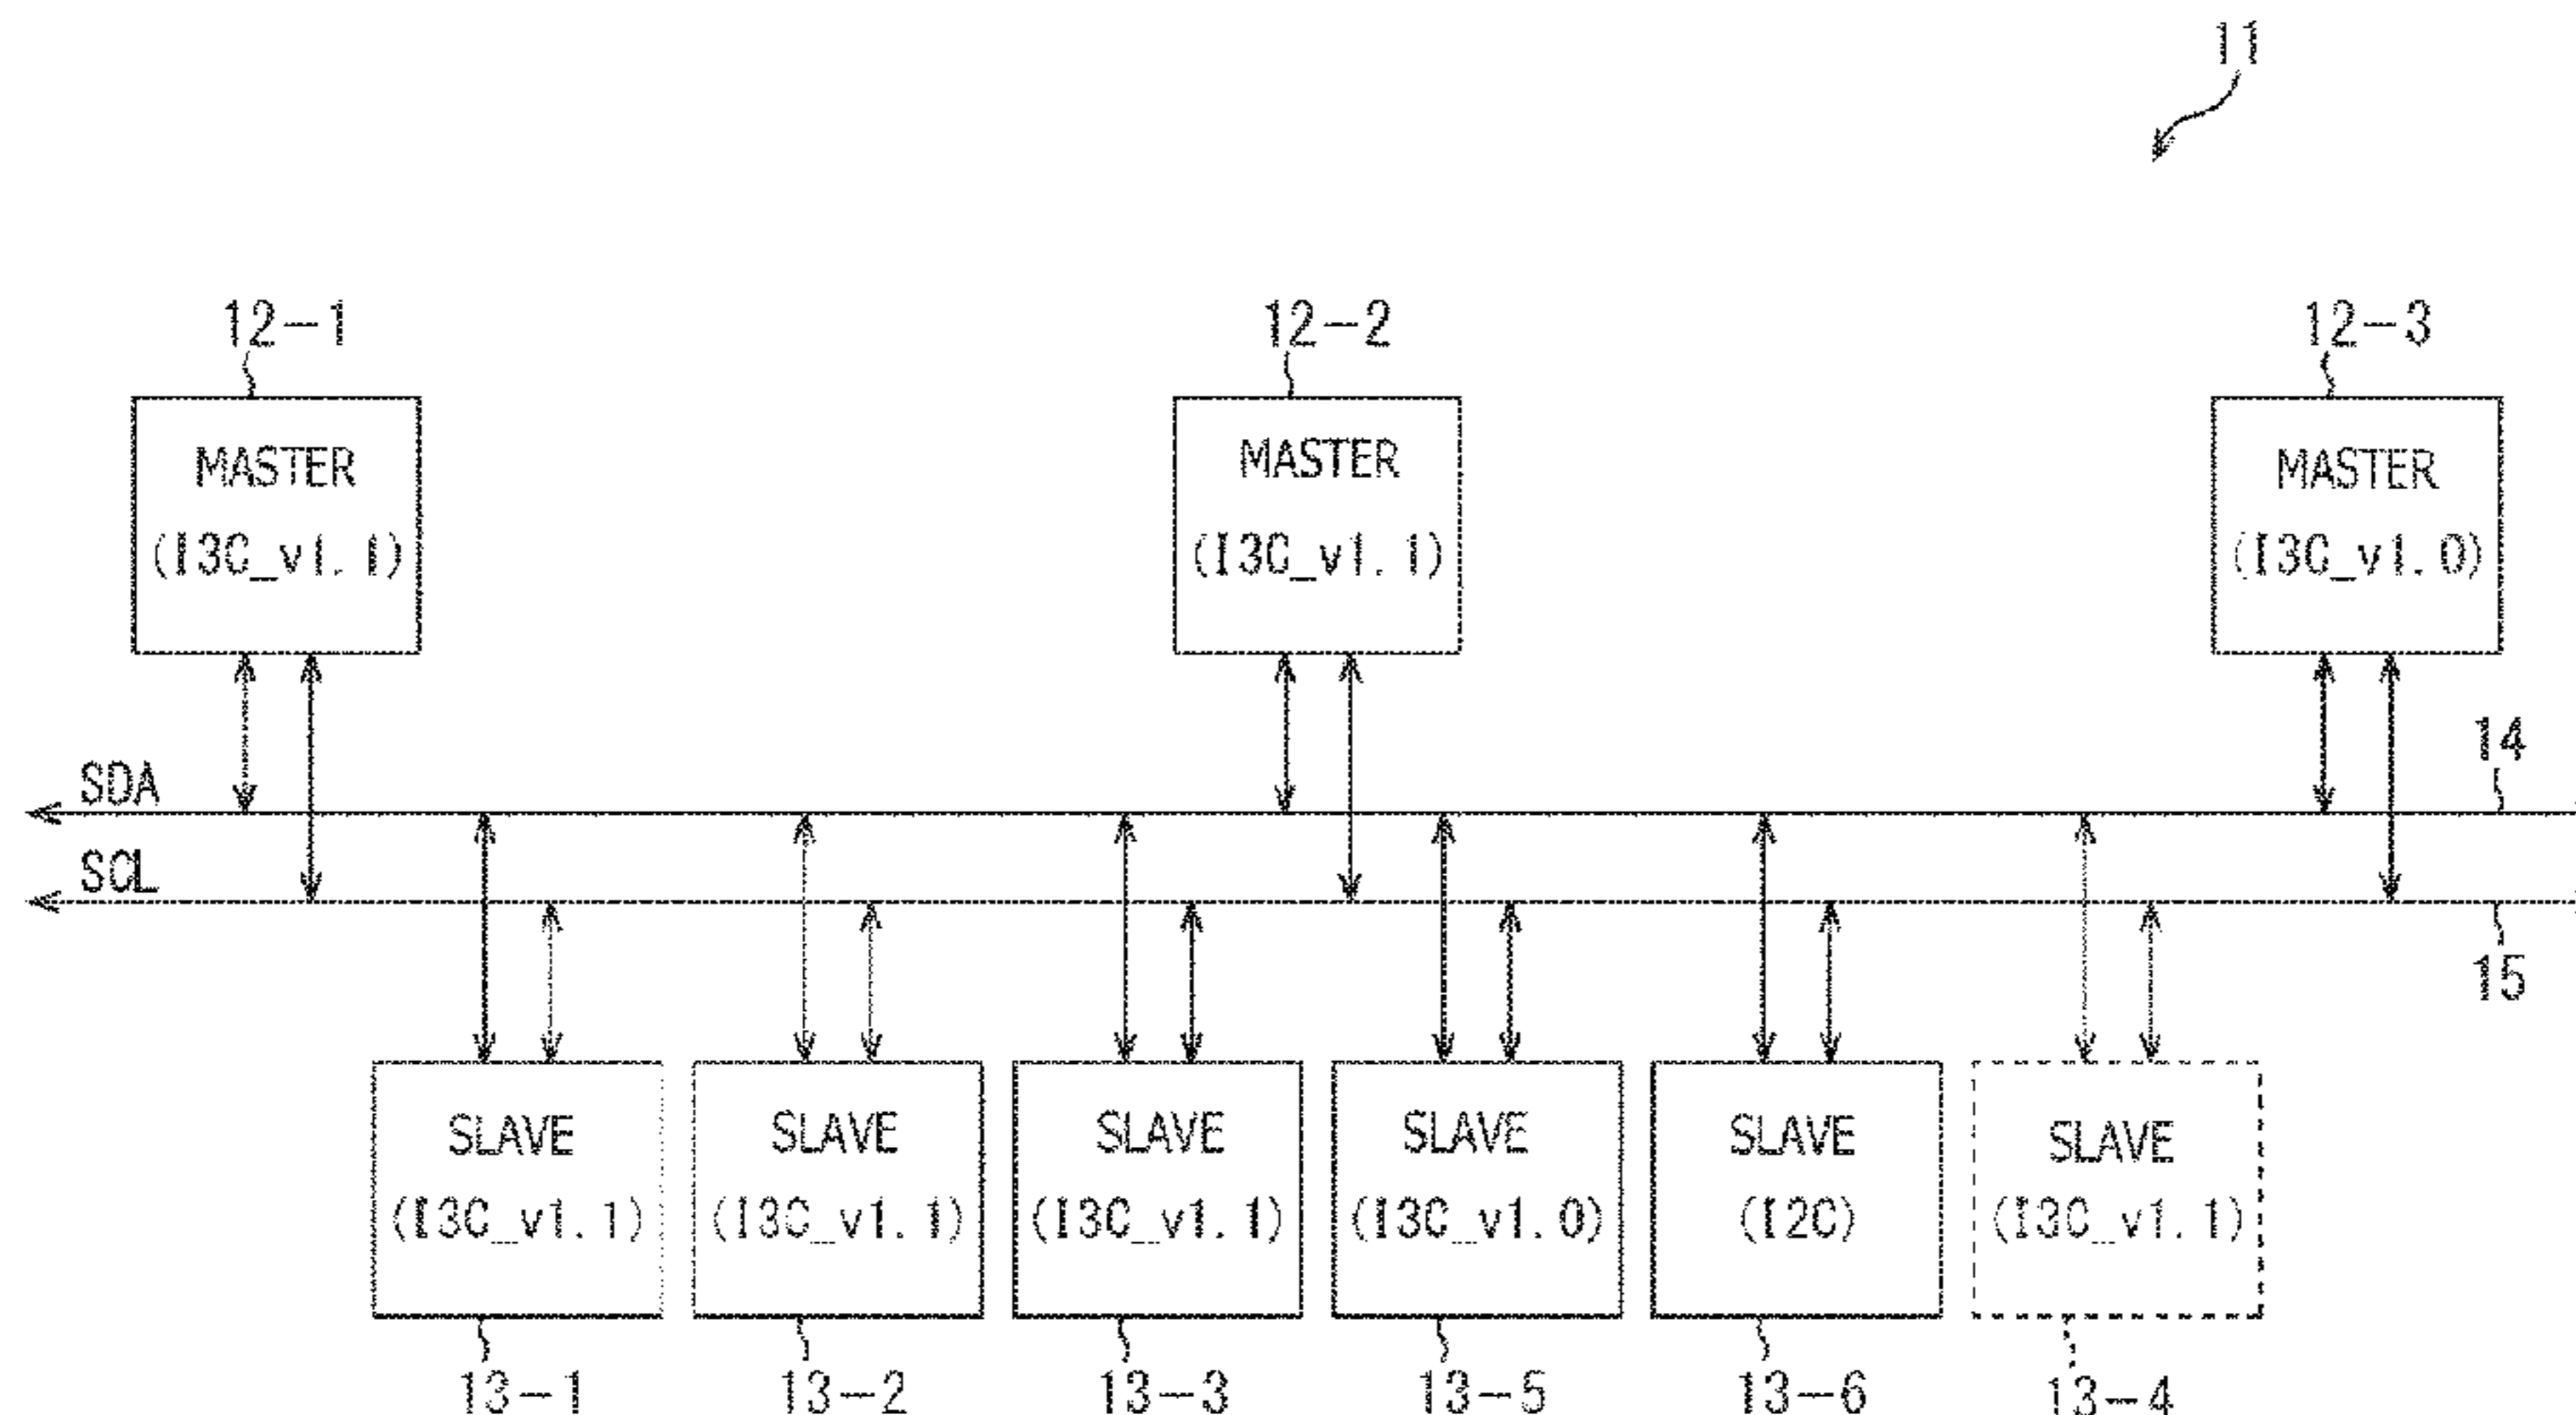 11
12-1
12-2
12-3
MASTER
(I3C_v1.1)
MASTER
(I3C_v1.1)
MASTER
(I3C_v1.0)
14
SDA
SCL
15
SLAVE
(I3C_v1.1)
SLAVE
(I3C_v1.1)
SLAVE
(I3C_v1.1)
SLAVE
(I3C_v1.0)
SLAVE
(I2C)
SLAVE
(I3C_v1.1)
13-1
13-2
13-3
13-5
13-6
13-4